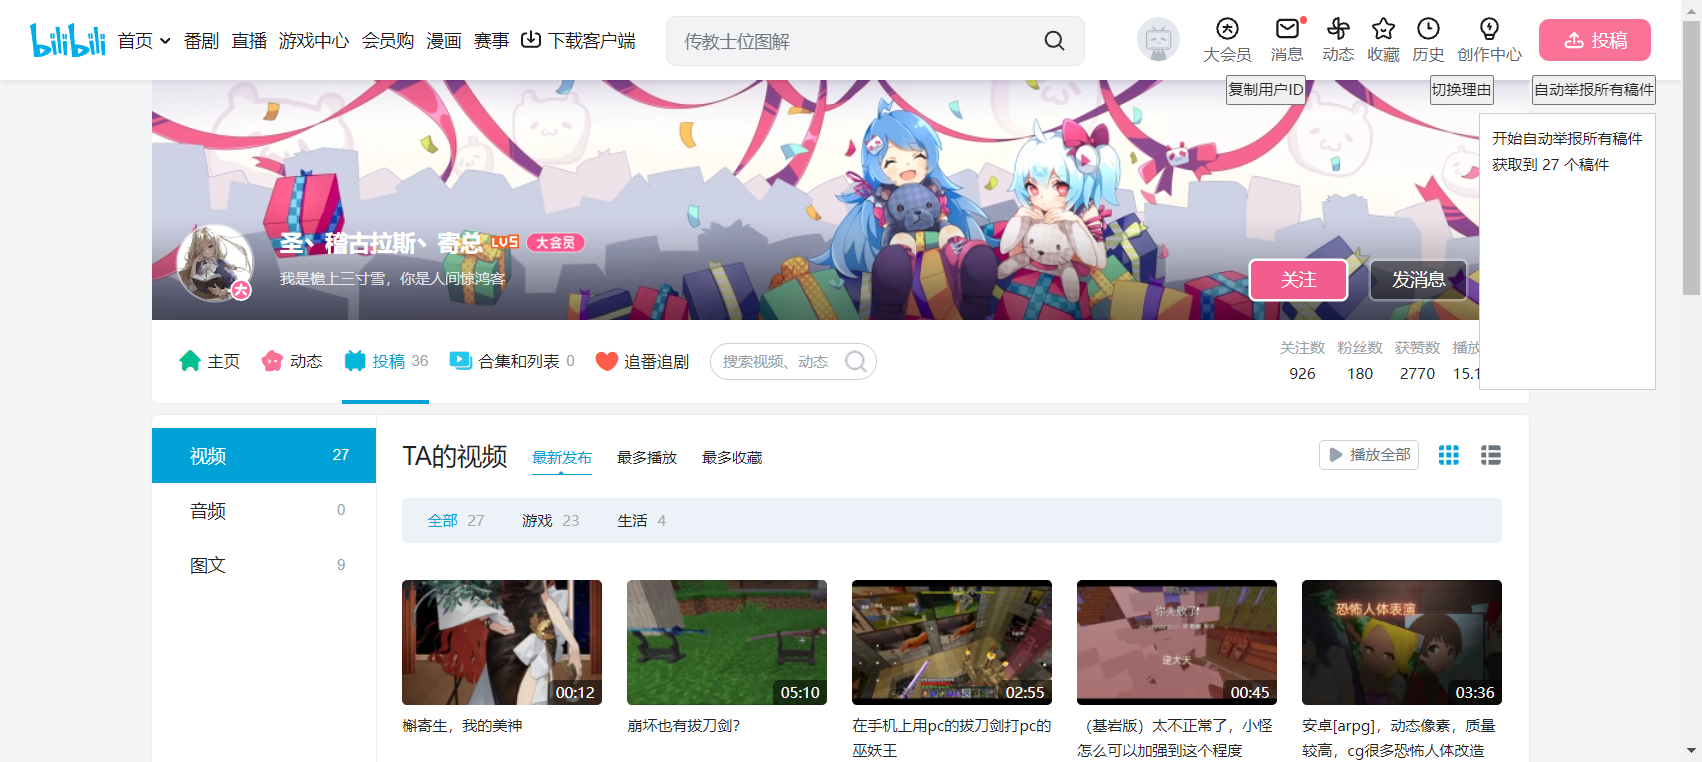 bilibili
首页
番剧
直播
游戏中心
会员购
漫画
赛事
下载客户端
传教士位图解
大会员
消息
动态
收藏
历史
创作中心
投稿
复制用户ID
切换理由
自动举报所有稿件
开始自动举报所有稿件
获取到 27 个稿件
圣丶稽古拉斯丶寄总 LV5 大会员
我是檐上三寸雪，你是人间惊鸿客
大
关注
发消息
主页
动态
投稿 36
合集和列表 0
追番追剧
搜索视频、动态
关注数 粉丝数 获赞数 播放
926 180 2770 15.1
视频 27
音频 0
图文 9
TA的视频
最新发布
最多播放
最多收藏
播放全部
全部 27
游戏 23
生活 4
00:12
05:10
02:55
你失败了!
逆大天
00:45
恐怖人体表演
03:36
槲寄生，我的美神
崩坏也有拔刀剑？
在手机上用pc的拔刀剑打pc的
巫妖王
（基岩版）太不正常了，小怪
怎么可以加强到这个程度
安卓[arpg]，动态像素，质量
较高，cg很多恐怖人体改造